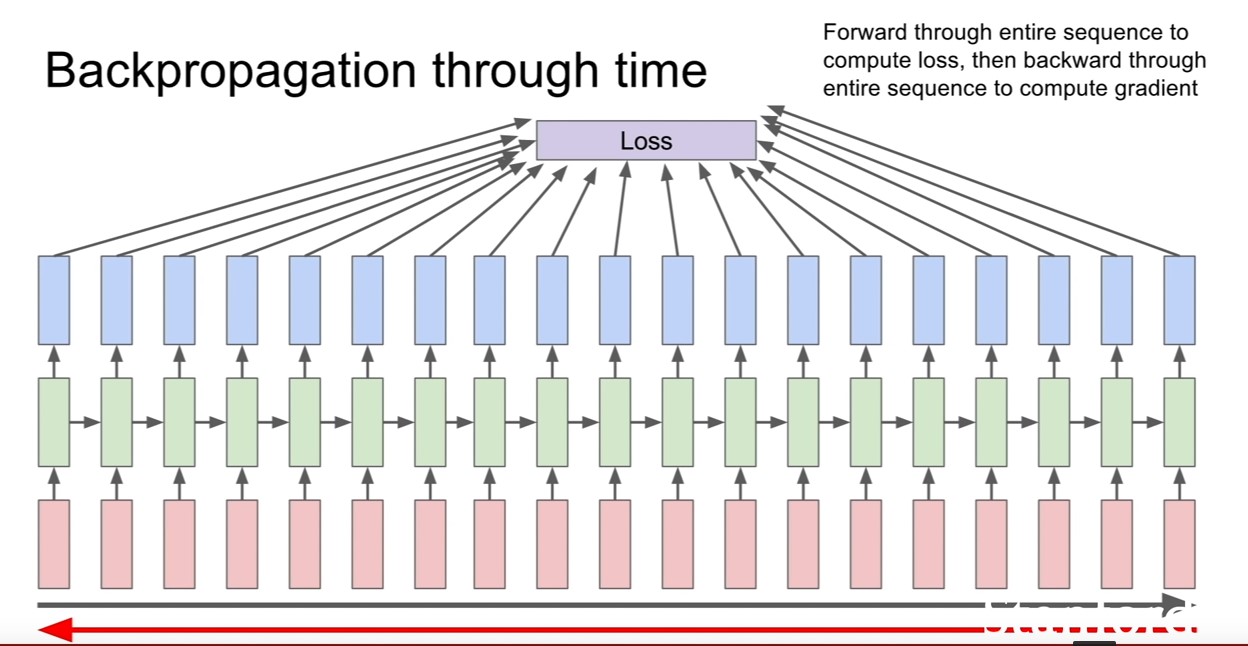 Backpropagation through time
Forward through entire sequence to
compute loss, then backward through
entire sequence to compute gradient
Loss
Stanford